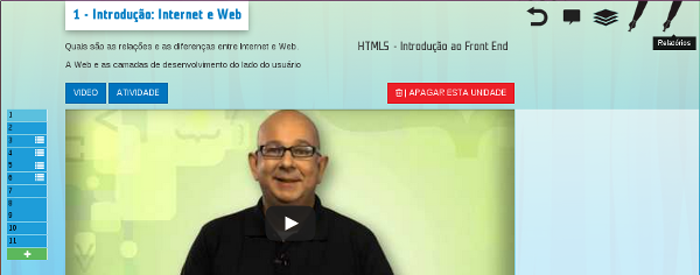 1 - Introdução: Internet e Web
Quais são as relações e as diferenças entre Internet e Web.
HTML5 - Introdução ao Front End
Relatórios
A Web e as camadas de desenvolvimento do lado do usuário
VIDEO
ATIVIDADE
| APAGAR ESTA UNIDADE
1
2
3
4
5
6
7
8
9
10
11
+